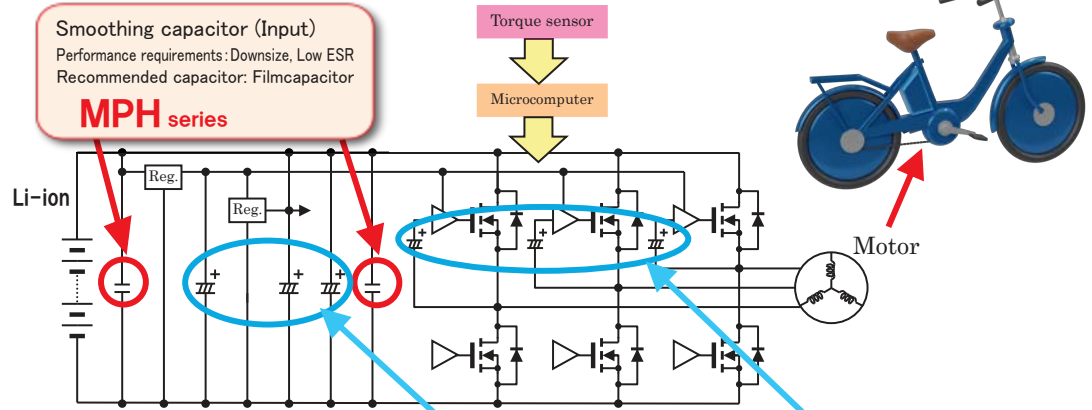 Smoothing capacitor (Input)
Performance requirements: Downsize, Low ESR
Recommended capacitor: Filmcapacitor
MPH series
Torque sensor
Microcomputer
Li-ion
Reg.
Reg.
Motor
+
+
+
+
+
+